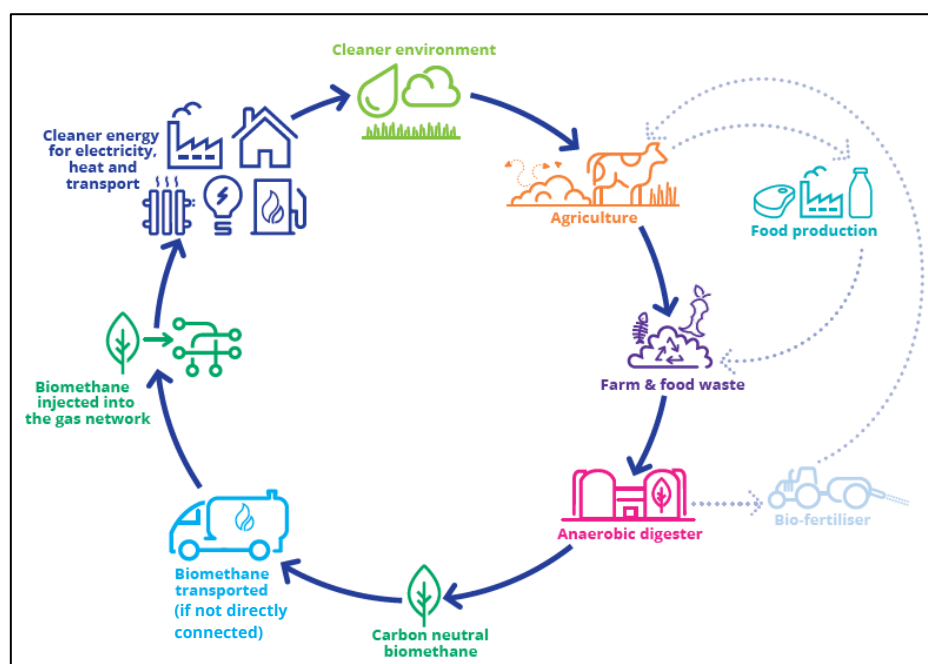 Cleaner environment
Cleaner energy
for electricity,
heat and
transport
Agriculture
Food production
Farm & food waste
Biomethane
injected into
the gas network
Anaerobic digester
Bio-fertiliser
Biomethane
transported
(if not directly
connected)
Carbon neutral
biomethane